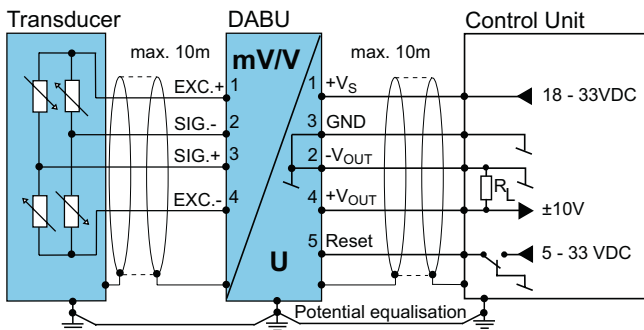 Transducer
DABU
Control Unit
max. 10m
mV/V
max. 10m
EXC.+ 1
1 +VS
18 - 33VDC
SIG.- 2
3 GND
SIG.+ 3
2 -VOUT
RL
EXC.- 4
4 +VOUT
±10V
5 Reset
5 - 33 VDC
U
Potential equalisation